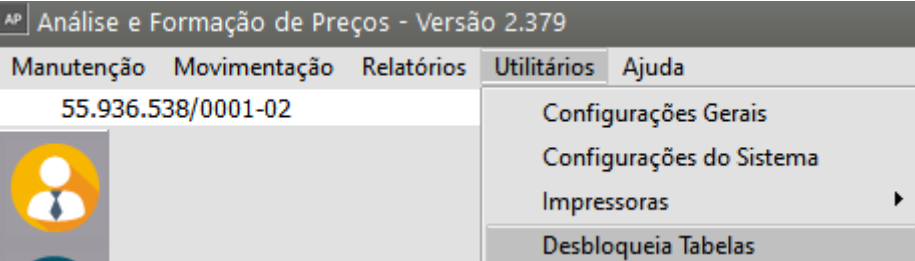 AP Análise e Formação de Preços - Versão 2.379
Manutenção Movimentação Relatórios Utilitários Ajuda
55.936.538/0001-02
Configurações Gerais
Configurações do Sistema
Impressoras
Desbloqueia Tabelas